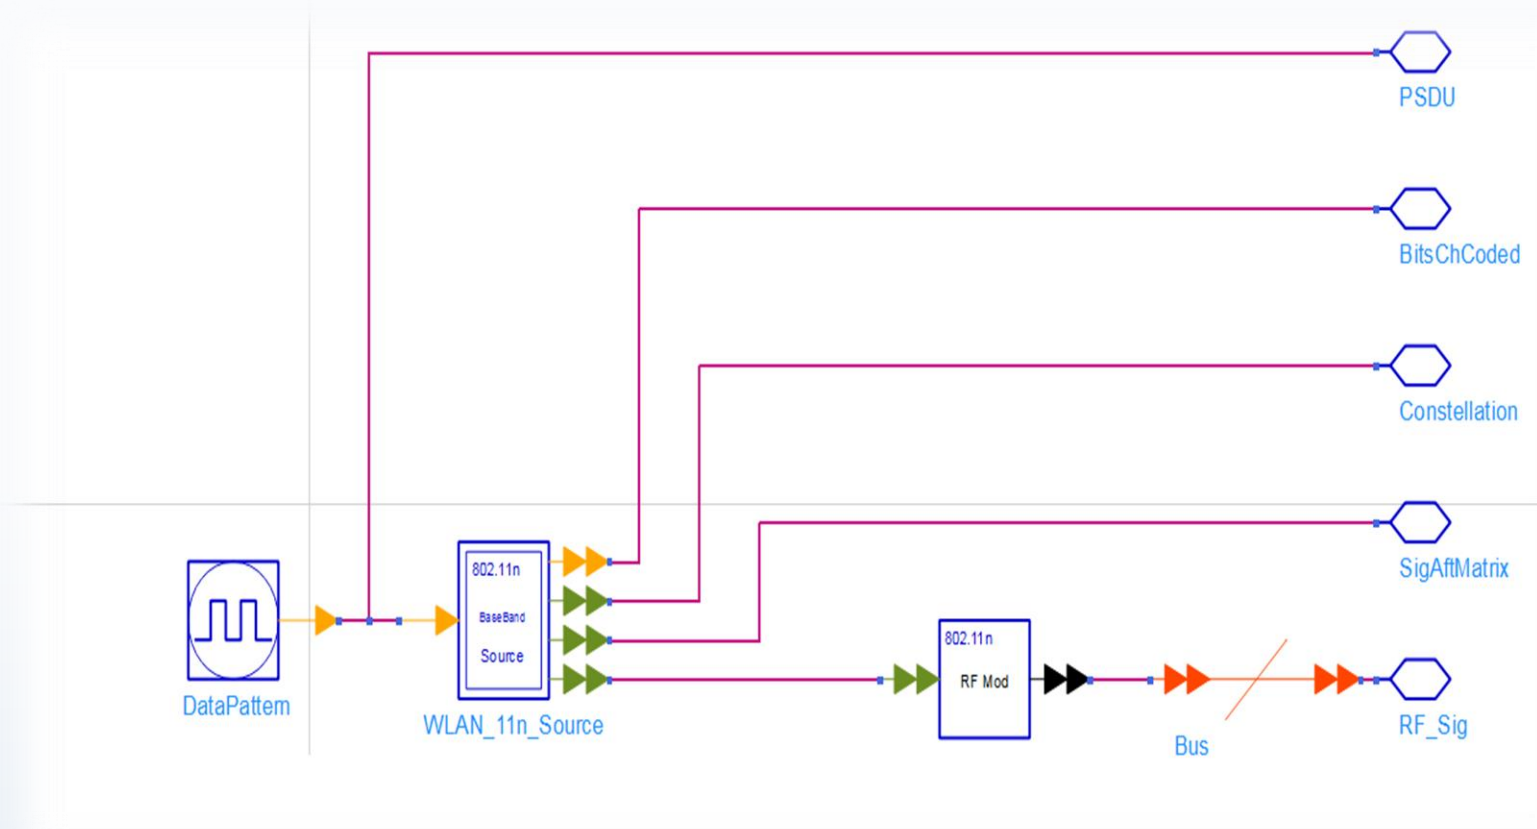 PSDU
BitsChCoded
Constellation
SigAftMatrix
802.11n
BaseBand
Source
802.11n
RF Mod
DataPattern
WLAN_11n_Source
Bus
RF_Sig